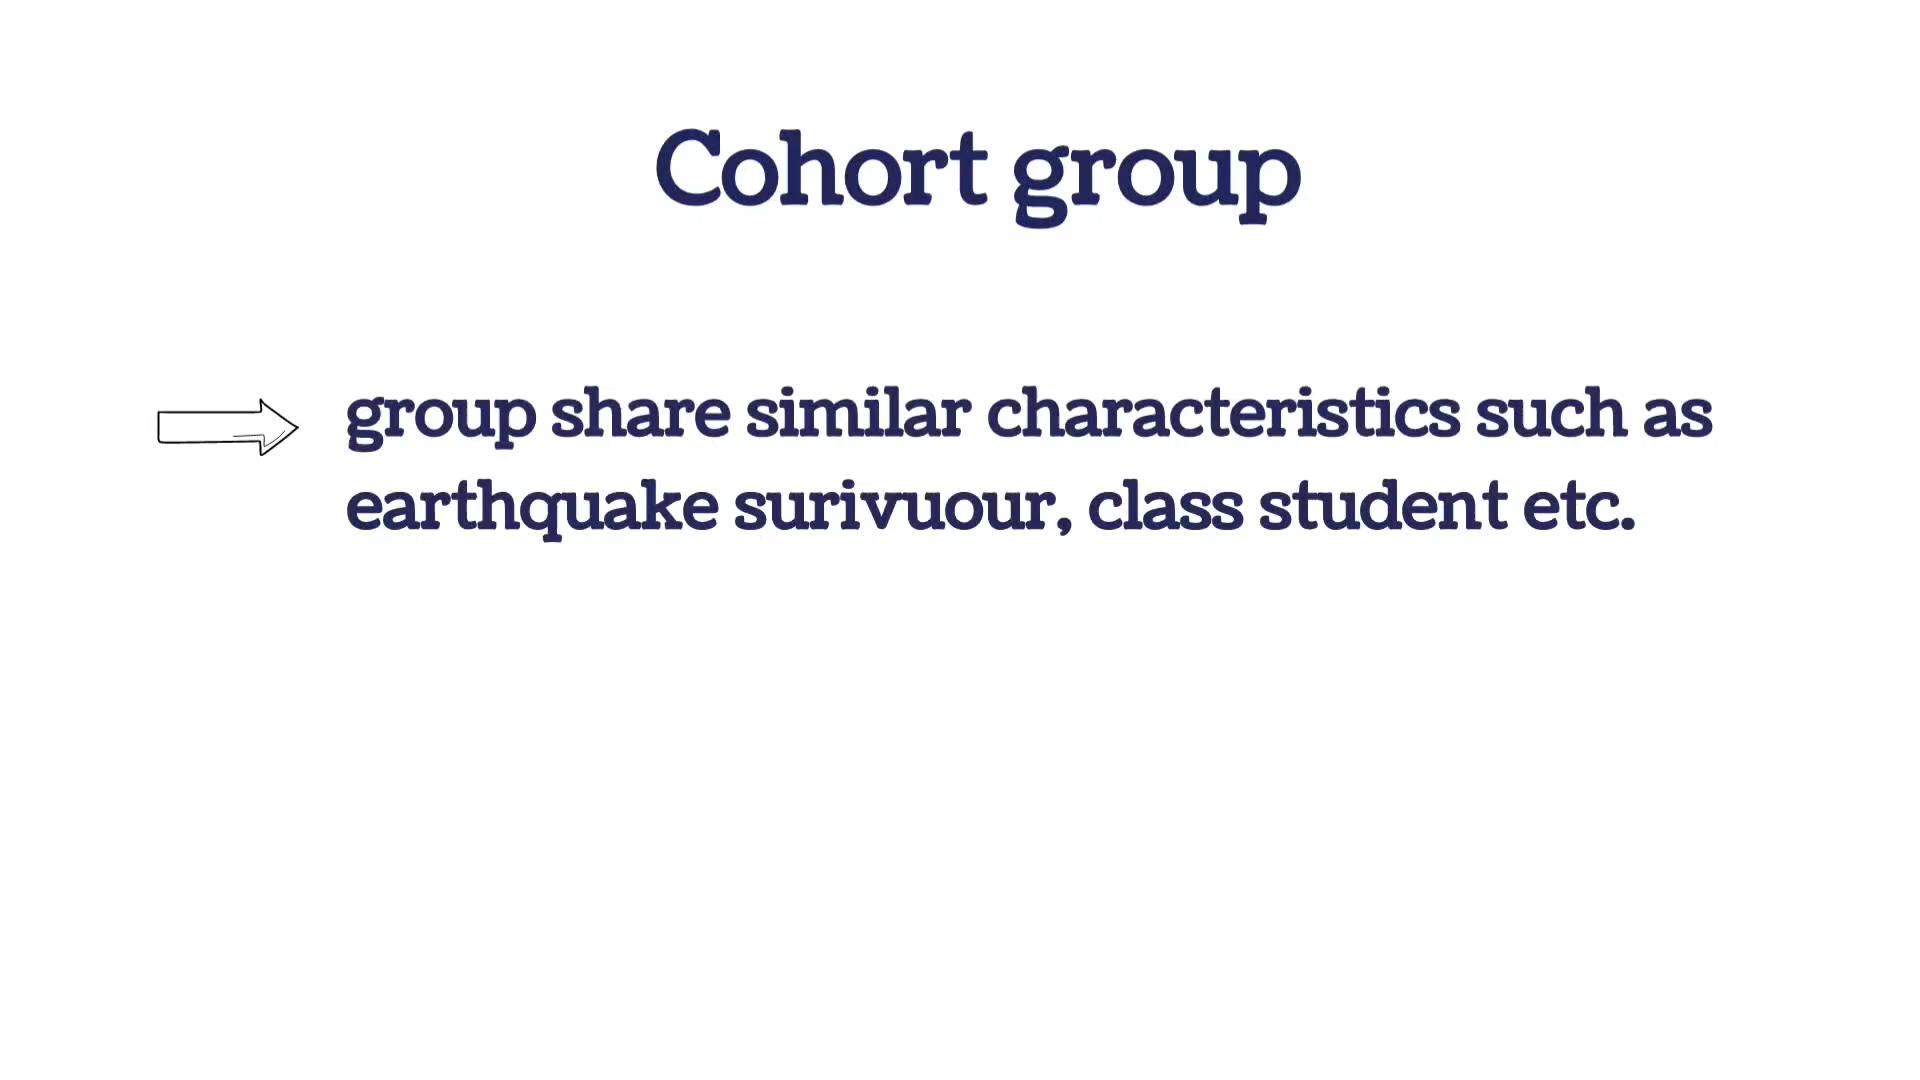 Cohort group
group share similar characteristics such as
earthquake surivuour, class student etc.